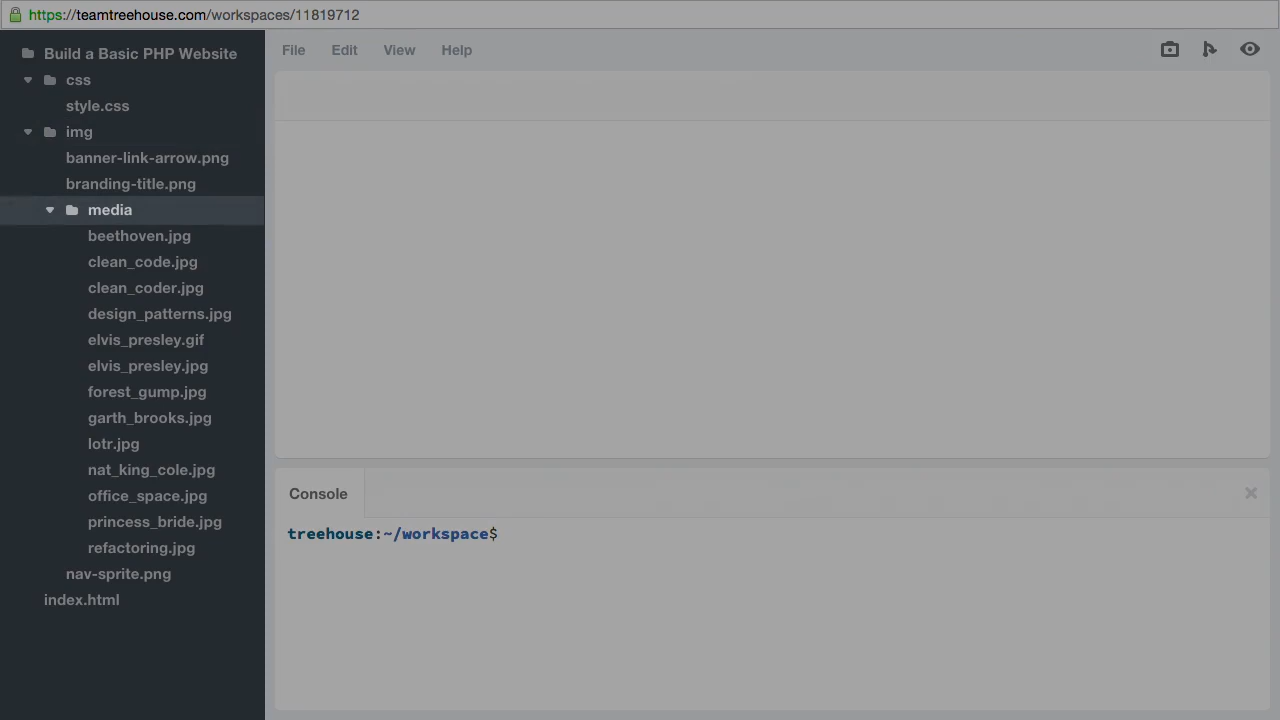 https://teamtreehouse.com/workspaces/11819712
Build a Basic PHP Website
File Edit View Help
css
style.css
img
banner-link-arrow.png
branding-title.png
media
beethoven.jpg
clean_code.jpg
clean_coder.jpg
design_patterns.jpg
elvis_presley.gif
elvis_presley.jpg
forest_gump.jpg
garth_brooks.jpg
lotr.jpg
nat_king_cole.jpg
office_space.jpg
princess_bride.jpg
refactoring.jpg
nav-sprite.png
index.html
Console
treehouse:~/workspace$